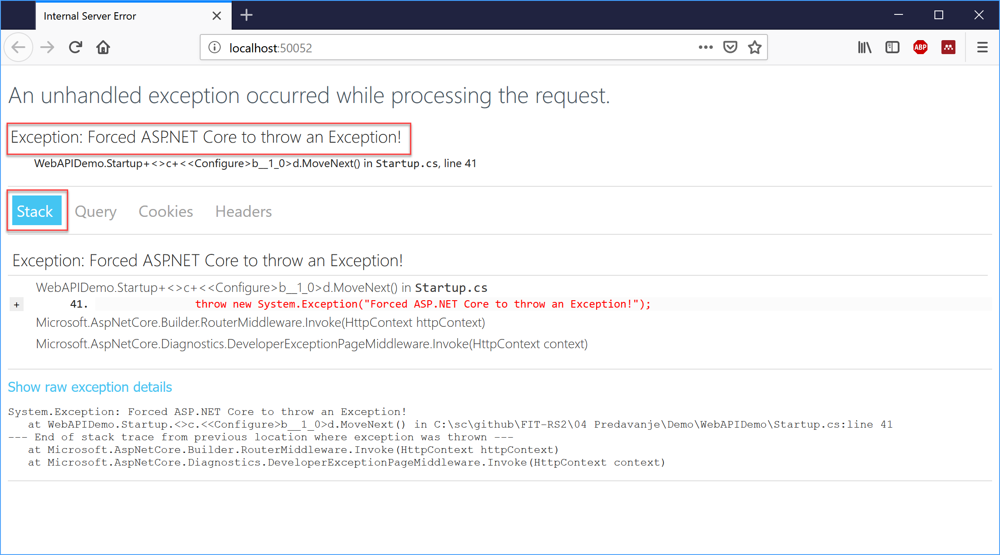 Internal Server Error
localhost:50052
ABP
An unhandled exception occurred while processing the request.
Exception: Forced ASP.NET Core to throw an Exception!
WebAPIDemo.Startup+<>c+<<Configure>b__1_0>d.MoveNext() in Startup.cs, line 41
Stack Query Cookies Headers
Exception: Forced ASP.NET Core to throw an Exception!
WebAPIDemo.Startup+<>c+<<Configure>b__1_0>d.MoveNext() in Startup.cs
+ 41. throw new System.Exception("Forced ASP.NET Core to throw an Exception!");
Microsoft.AspNetCore.Builder.RouterMiddleware.Invoke(HttpContext httpContext)
Microsoft.AspNetCore.Diagnostics.DeveloperExceptionPageMiddleware.Invoke(HttpContext context)
Show raw exception details
System.Exception: Forced ASP.NET Core to throw an Exception!
   at WebAPIDemo.Startup.<>c.<<Configure>b__1_0>d.MoveNext() in C:\sc\github\FIT-RS2\04 Predavanje\Demo\WebAPIDemo\Startup.cs:line 41
--- End of stack trace from previous location where exception was thrown ---
   at Microsoft.AspNetCore.Builder.RouterMiddleware.Invoke(HttpContext httpContext)
   at Microsoft.AspNetCore.Diagnostics.DeveloperExceptionPageMiddleware.Invoke(HttpContext context)